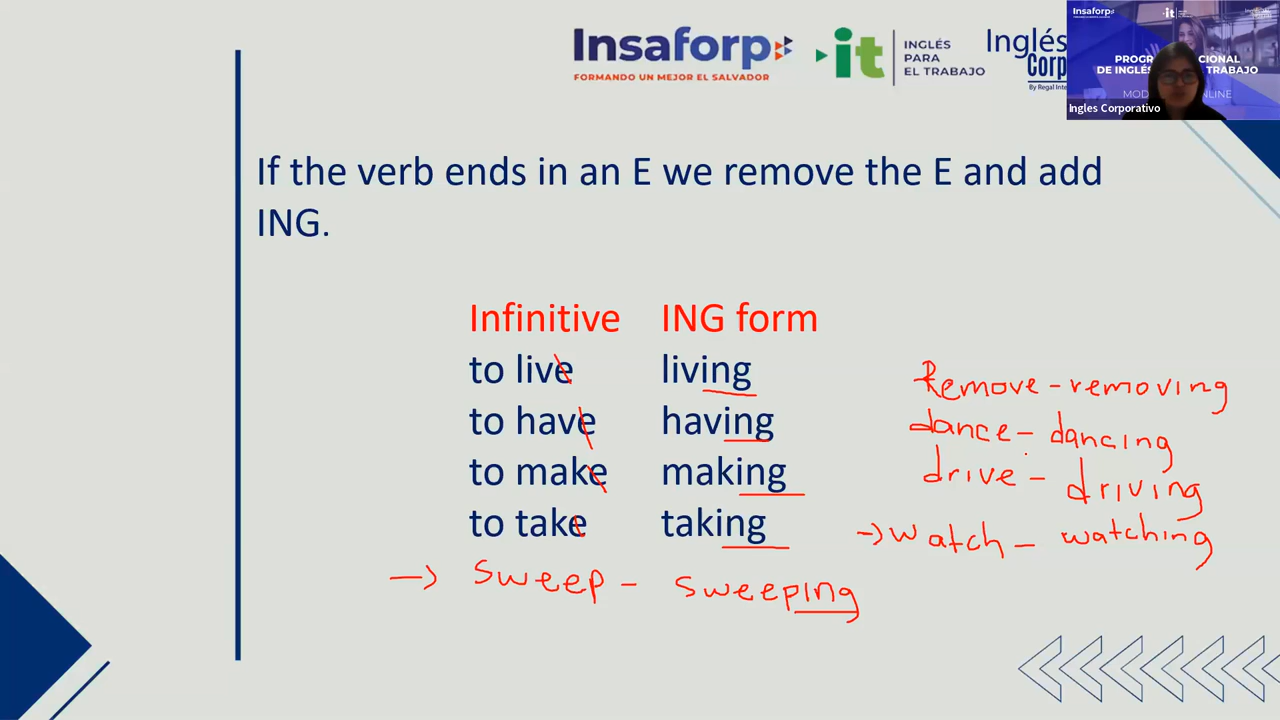 Insaforp
FORMANDO UN MEJOR EL SALVADOR
it
INGLÉS
PARA
EL TRABAJO
Inglés
Corp
By Regal Inte
Insaforp
it
PROGR CIONAL
DE INGLÉS TRABAJO
MOD NLINE
Ingles Corporativo
If the verb ends in an E we remove the E and add
ING.
Infinitive ING form
to live living
to have having
to make making
to take taking
sweep - sweeping
Remove - removing
dance - dancing
drive - driving
watch - watching